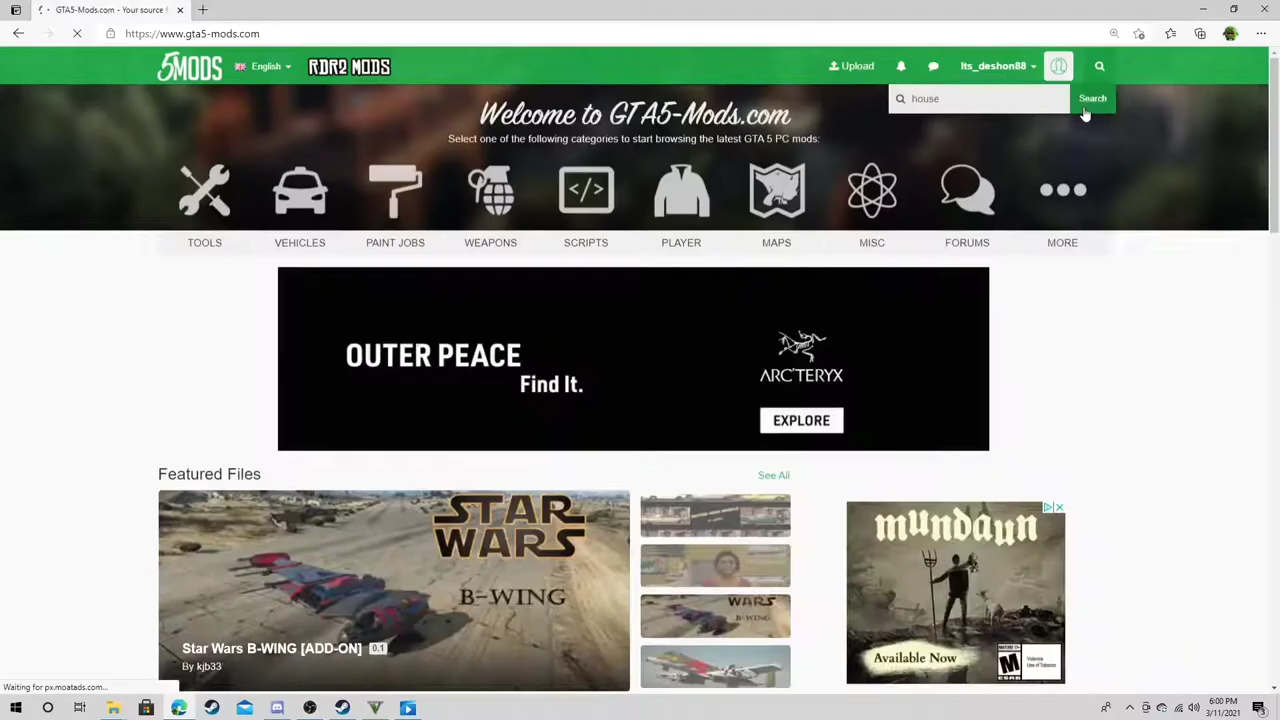 GTA5-Mods.com - Your source f
https://www.gta5-mods.com
5MODS
English
RDR2 MODS
Upload
Its_deshon88
house
Search
Welcome to GTA5-Mods.com
Select one of the following categories to start browsing the latest GTA 5 PC mods:
TOOLS
VEHICLES
PAINT JOBS
WEAPONS
SCRIPTS
PLAYER
MAPS
MISC
FORUMS
MORE
OUTER PEACE
Find It.
ARC'TERYX
EXPLORE
Featured Files
See All
STAR
WARS
B-WING
Star Wars B-WING [ADD-ON] 0.1
By kjb33
WARS
B-WING
mundaun
Available Now
M
Waiting for px.moatads.com...
6:00 PM
3/11/2021